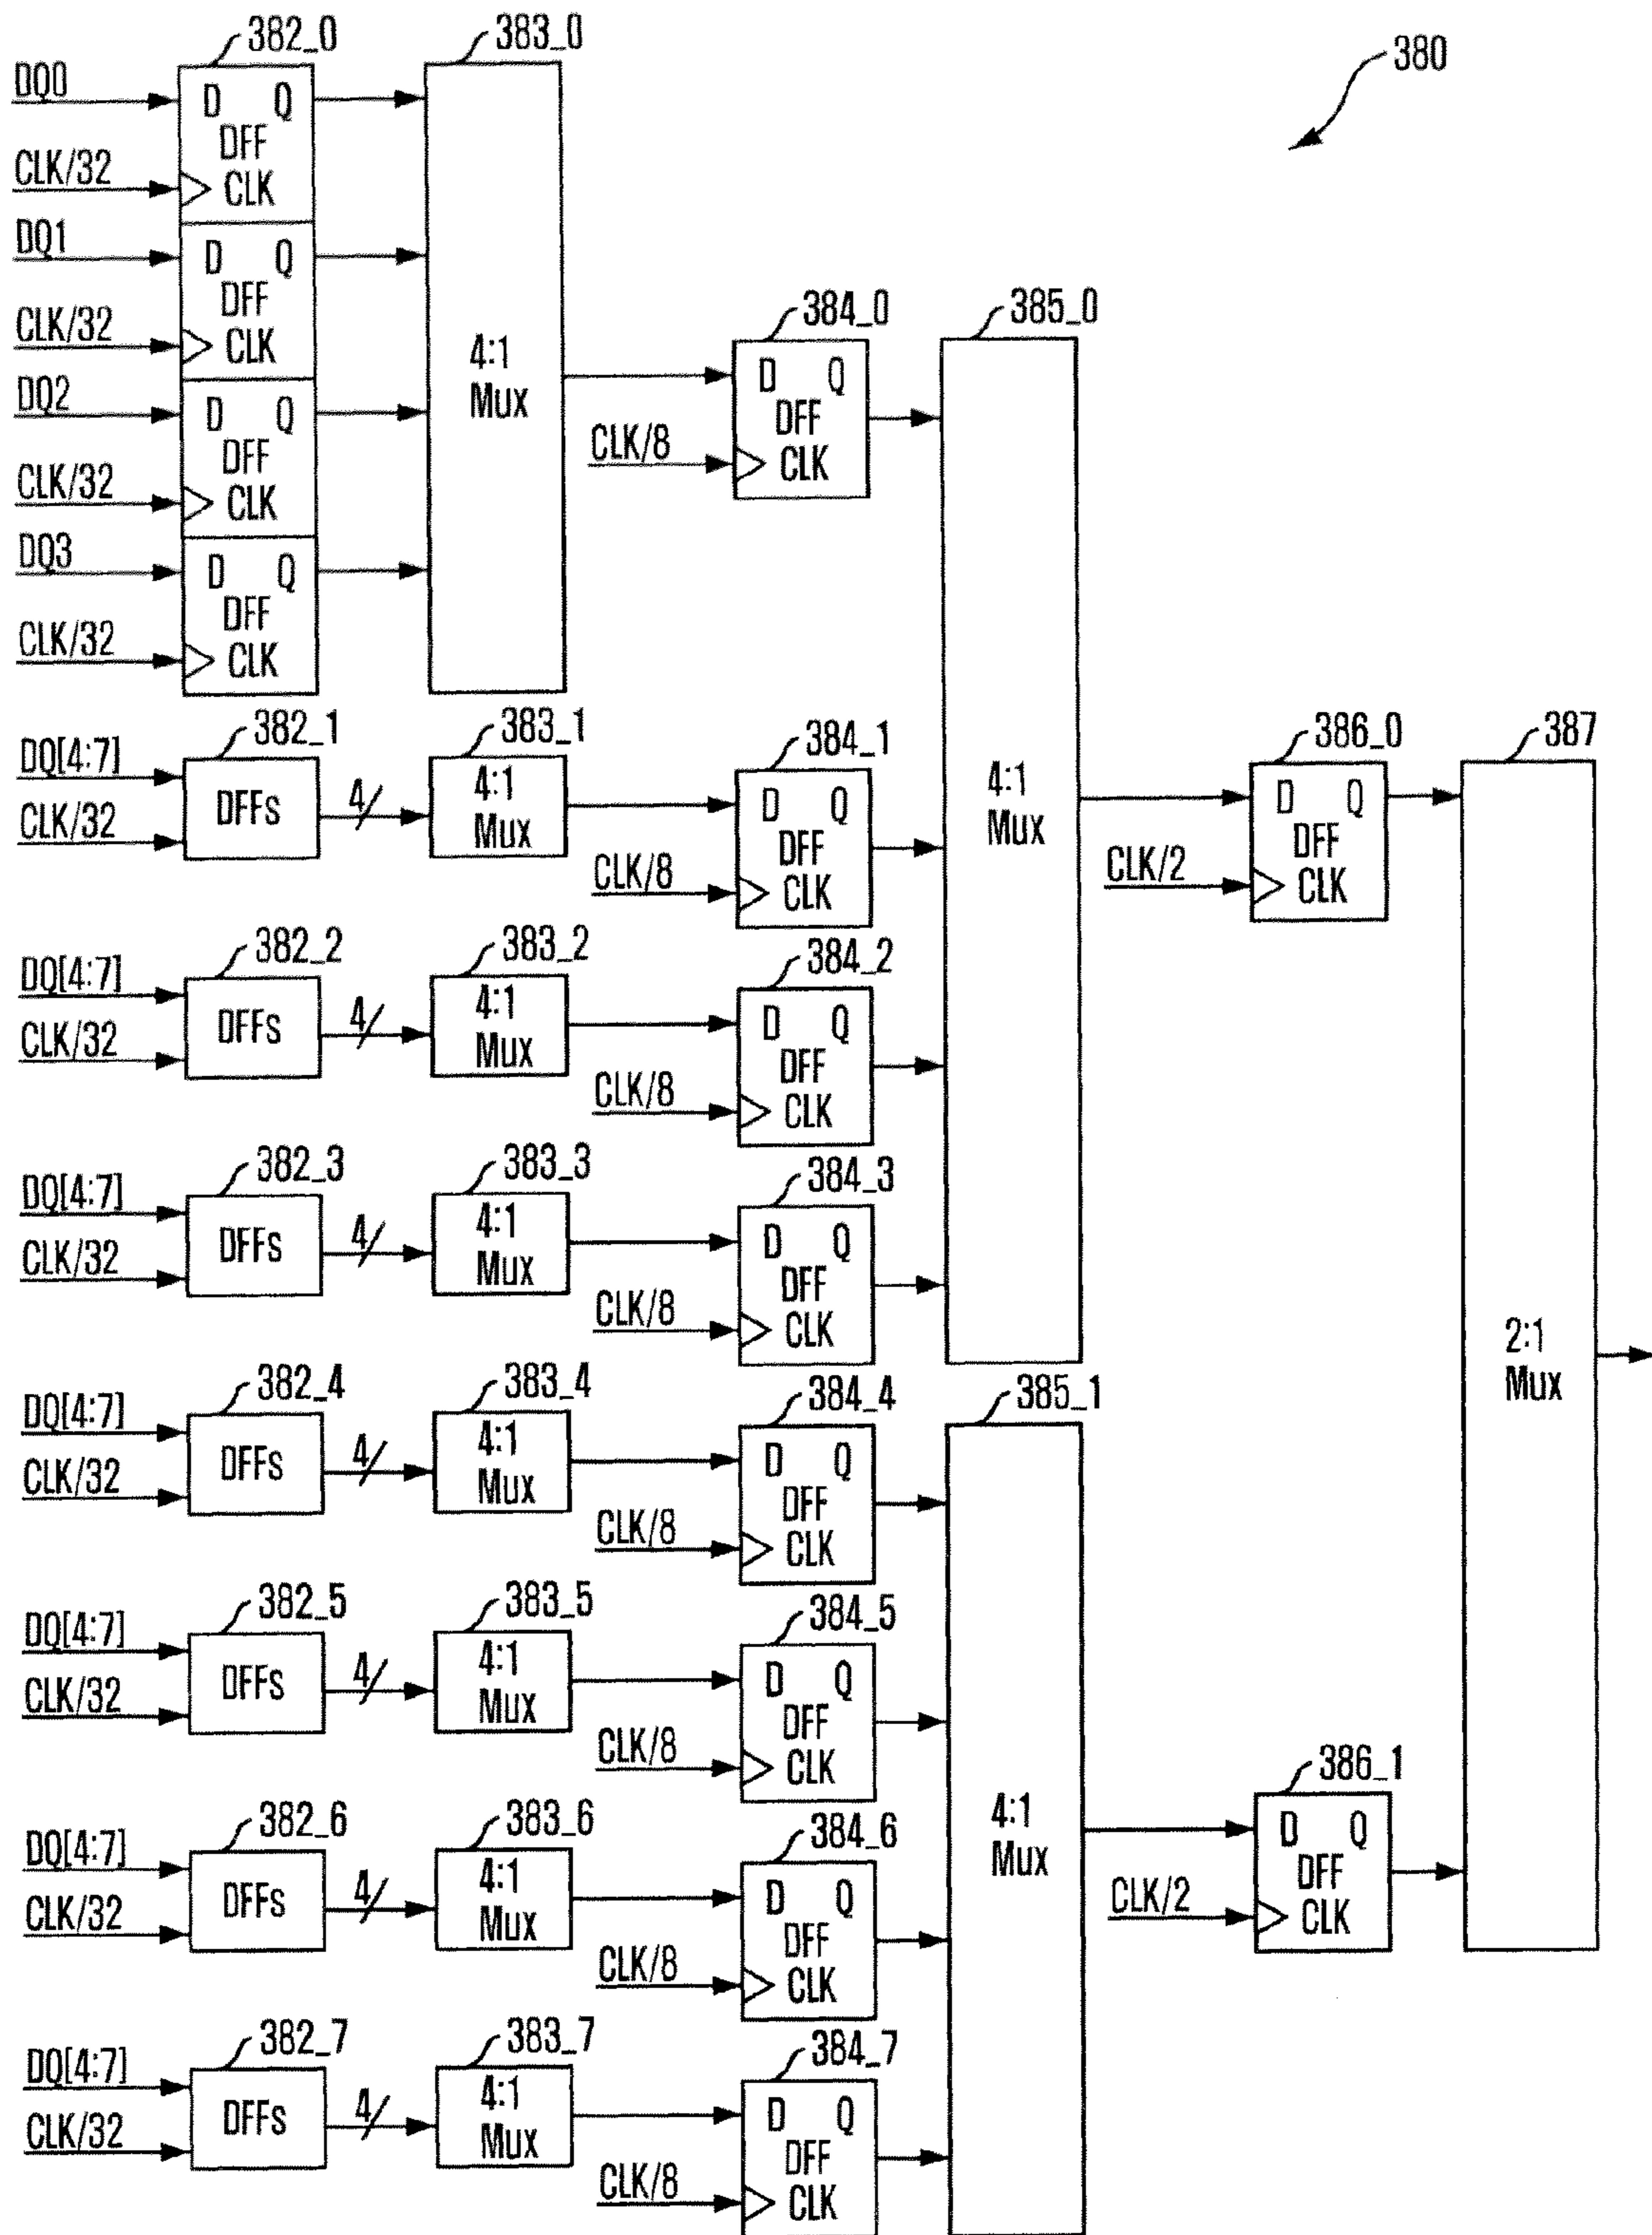 380
382_0
383_0
DQ0
D Q
DFF
CLK
CLK/32
DQ1
D Q
DFF
CLK
CLK/32
DQ2
D Q
DFF
CLK
CLK/32
DQ3
D Q
DFF
CLK
CLK/32
4:1
Mux
384_0
D Q
DFF
CLK
CLK/8
385_0
4:1
Mux
382_1
DQ[4:7]
CLK/32
DFFs
4
383_1
4:1
Mux
384_1
D Q
DFF
CLK
CLK/8
386_0
D Q
DFF
CLK
CLK/2
387
2:1
Mux
382_2
DQ[4:7]
CLK/32
DFFs
4
383_2
4:1
Mux
384_2
D Q
DFF
CLK
CLK/8
382_3
DQ[4:7]
CLK/32
DFFs
4
383_3
4:1
Mux
384_3
D Q
DFF
CLK
CLK/8
382_4
DQ[4:7]
CLK/32
DFFs
4
383_4
4:1
Mux
384_4
D Q
DFF
CLK
CLK/8
385_1
4:1
Mux
382_5
DQ[4:7]
CLK/32
DFFs
4
383_5
4:1
Mux
384_5
D Q
DFF
CLK
CLK/8
386_1
D Q
DFF
CLK
CLK/2
382_6
DQ[4:7]
CLK/32
DFFs
4
383_6
4:1
Mux
384_6
D Q
DFF
CLK
CLK/8
382_7
DQ[4:7]
CLK/32
DFFs
4
383_7
4:1
Mux
384_7
D Q
DFF
CLK
CLK/8